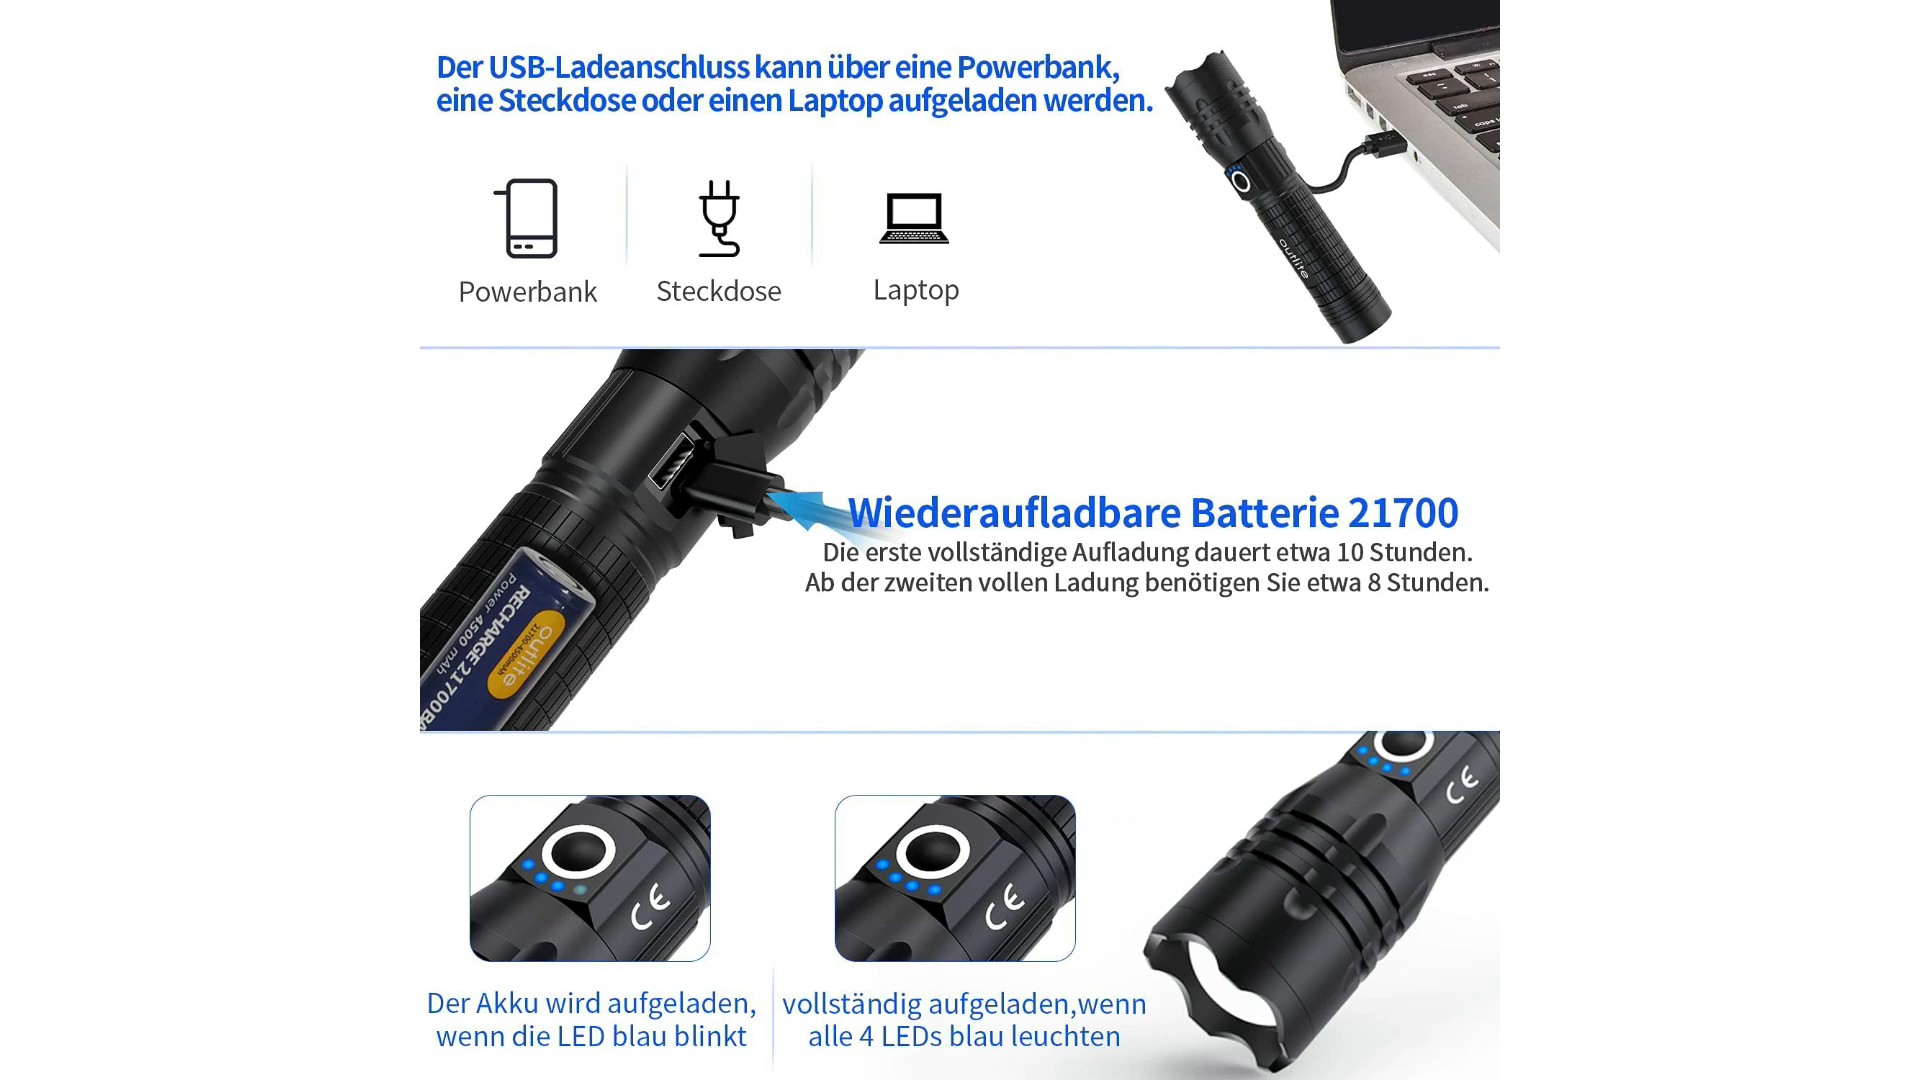 Der USB-Ladeanschluss kann über eine Powerbank,
eine Steckdose oder einen Laptop aufgeladen werden.
Powerbank
Steckdose
Laptop
tab
caps l
outlite
Wiederaufladbare Batterie 21700
Die erste vollständige Aufladung dauert etwa 10 Stunden.
Ab der zweiten vollen Ladung benötigen Sie etwa 8 Stunden.
outlite
21700-4500mAh
RECHARGE 21700BA
Power 4500 mAh
CE
CE
CE
Der Akku wird aufgeladen,
wenn die LED blau blinkt
vollständig aufgeladen,wenn
alle 4 LEDs blau leuchten